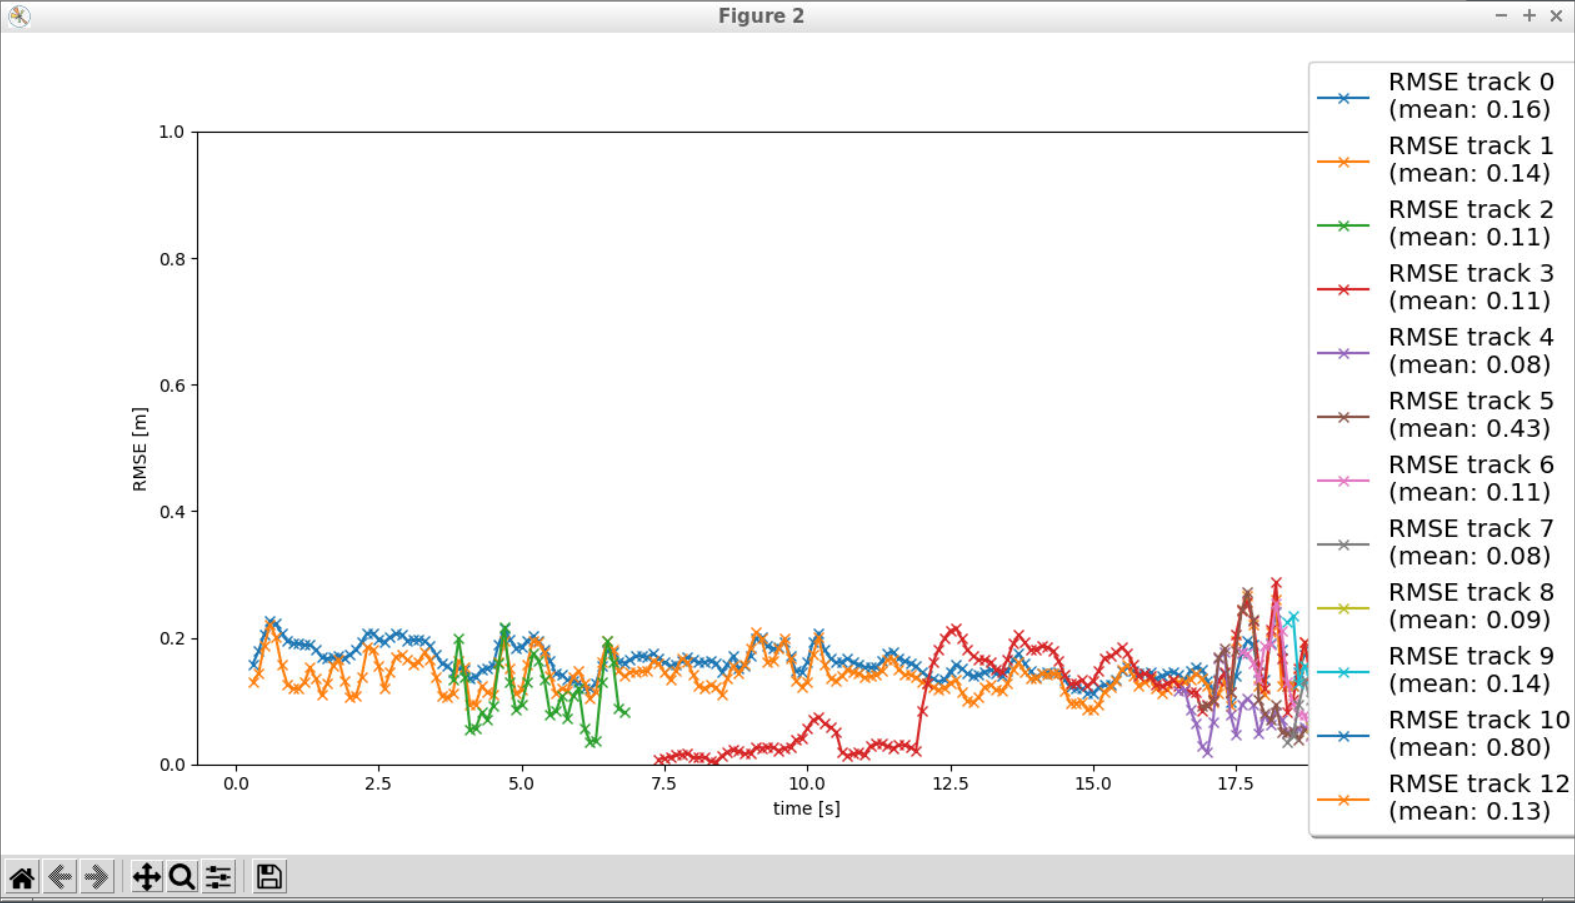 Figure 2
RMSE track 0
(mean: 0.16)
RMSE track 1
(mean: 0.14)
RMSE track 2
(mean: 0.11)
RMSE track 3
(mean: 0.11)
RMSE track 4
(mean: 0.08)
RMSE track 5
(mean: 0.43)
RMSE track 6
(mean: 0.11)
RMSE track 7
(mean: 0.08)
RMSE track 8
(mean: 0.09)
RMSE track 9
(mean: 0.14)
RMSE track 10
(mean: 0.80)
RMSE track 12
(mean: 0.13)
1.0
0.8
0.6
0.4
0.2
0.0
RMSE [m]
0.0 2.5 5.0 7.5 10.0 12.5 15.0 17.5
time [s]